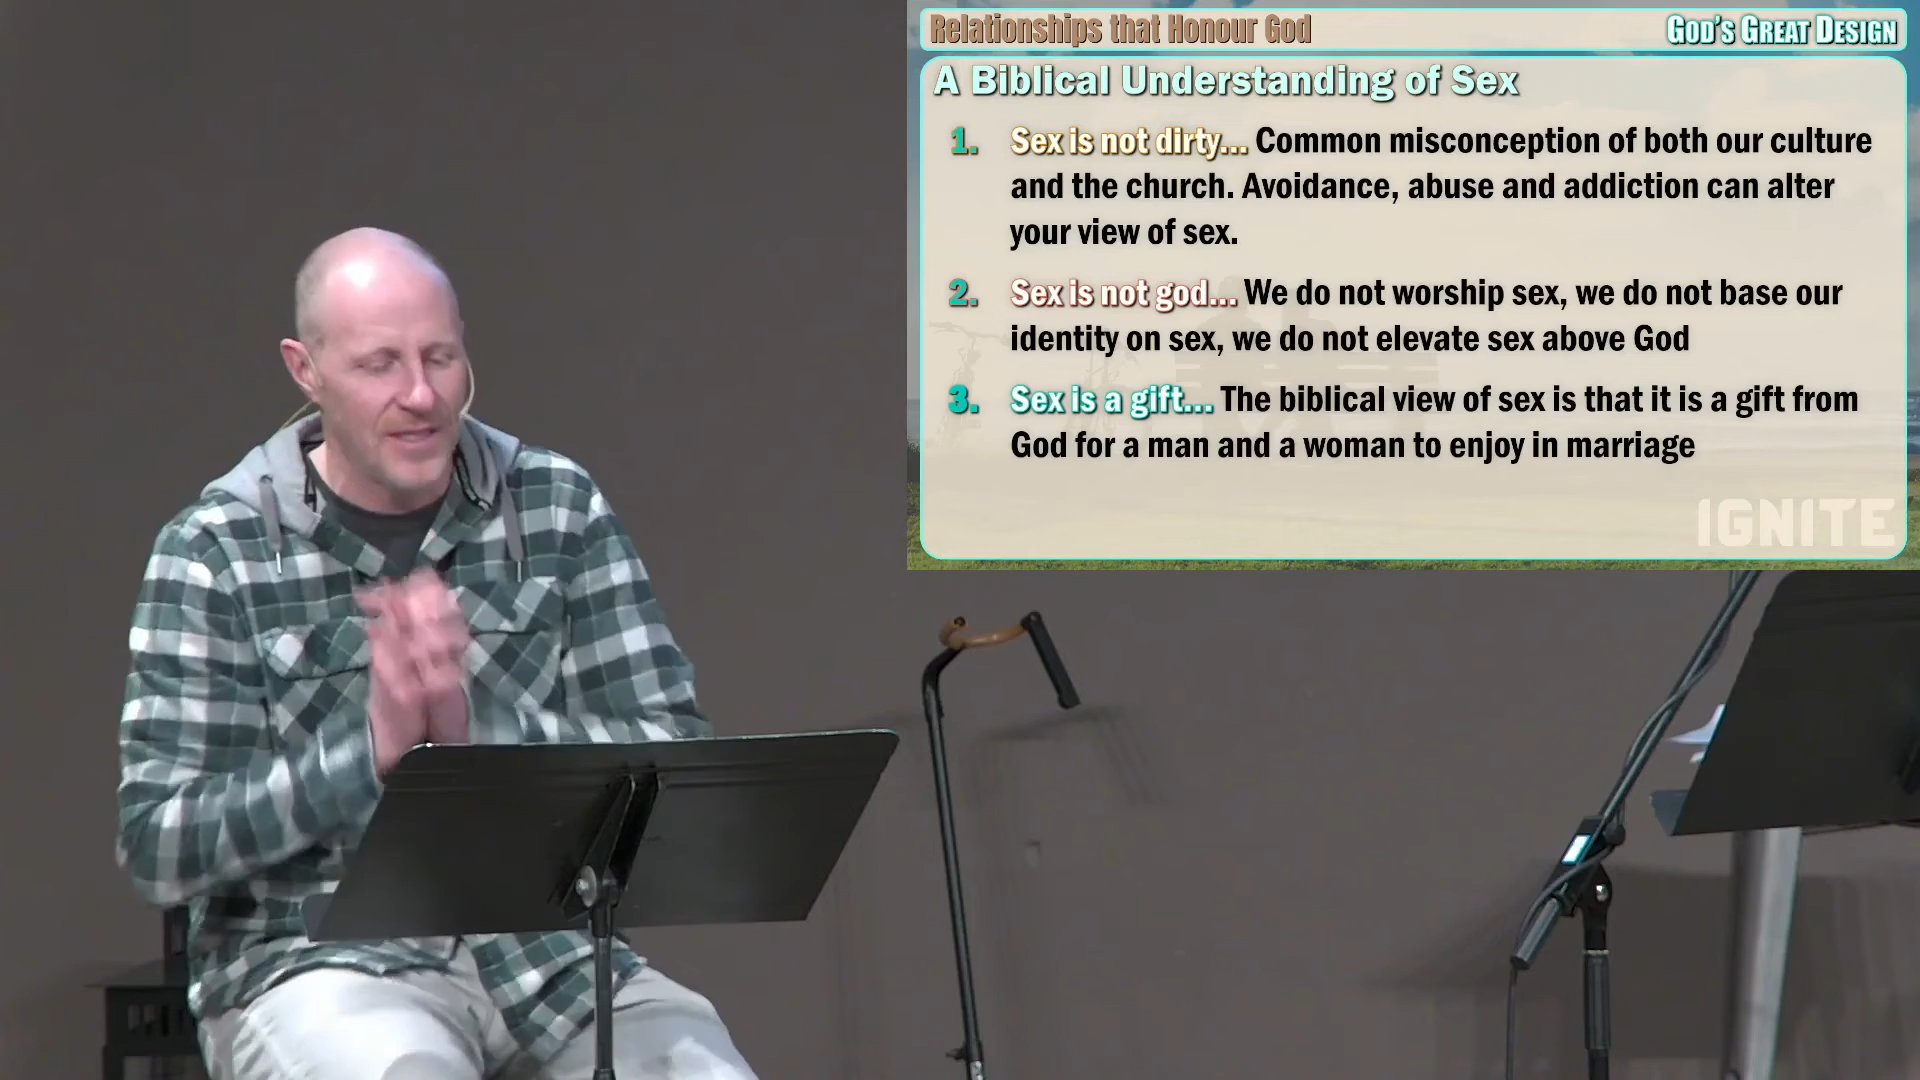 Relationships that Honour God
God's Great Design
A Biblical Understanding of Sex
1. Sex is not dirty... Common misconception of both our culture
and the church. Avoidance, abuse and addiction can alter
your view of sex.
2. Sex is not god... We do not worship sex, we do not base our
identity on sex, we do not elevate sex above God
3. Sex is a gift... The biblical view of sex is that it is a gift from
God for a man and a woman to enjoy in marriage
IGNITE